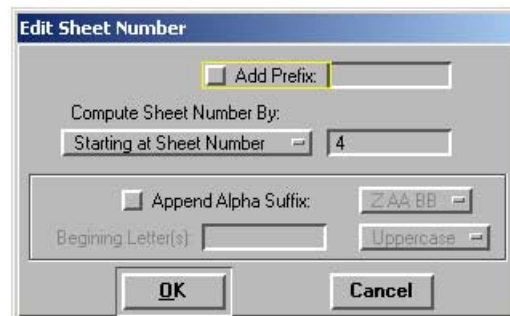 Edit Sheet Number
Add Prefix:
Compute Sheet Number By:
Starting at Sheet Number 4
Append Alpha Suffix: Z AA BB
Begining Letter(s): Uppercase
OK Cancel